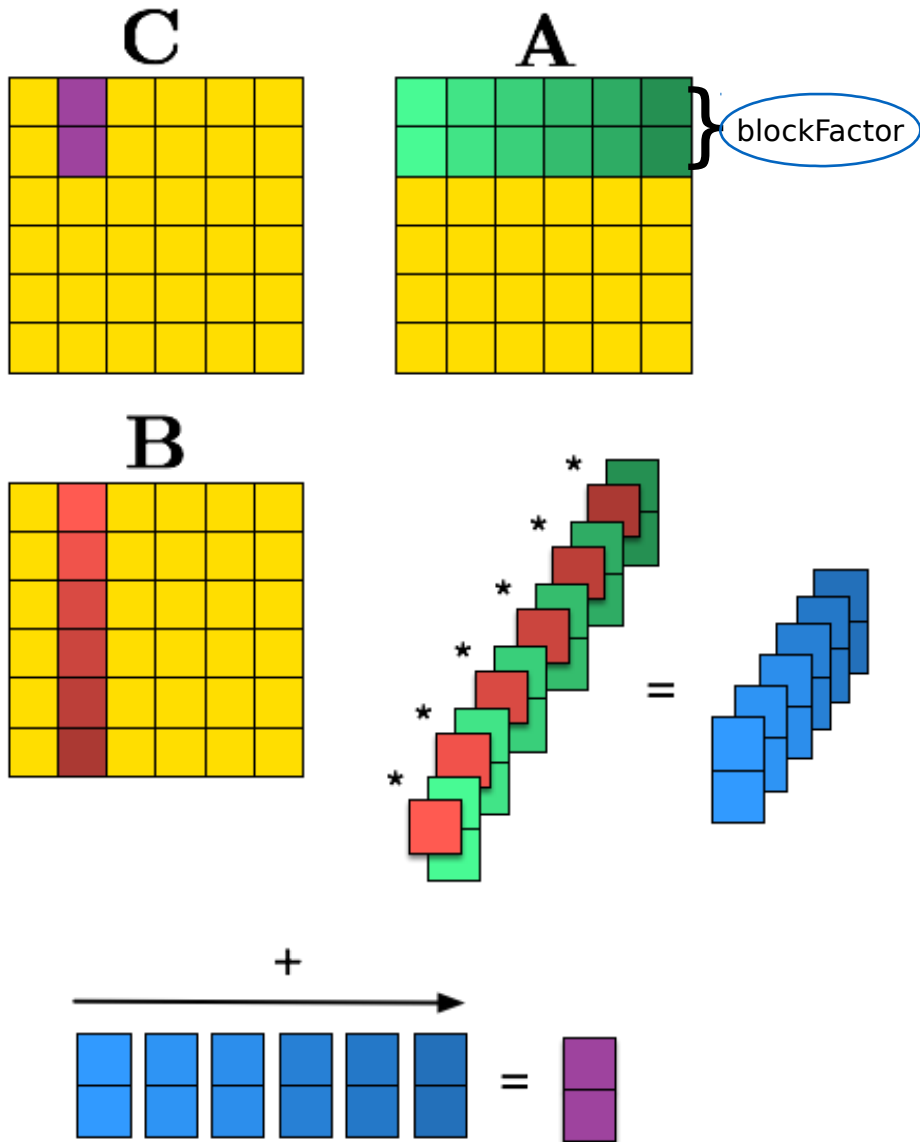 C
A
}
blockFactor
B
*
*
*
*
*
*
=
+
=